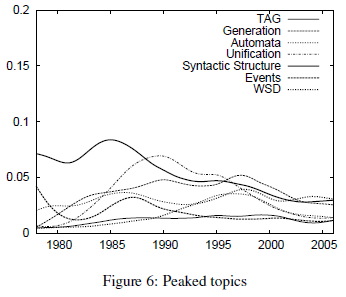 0.2
TAG
Generation
Automata
Unification
Syntactic Structure
Events
WSD
0.15
0.1
0.05
0
1980 1985 1990 1995 2000 2005
Figure 6: Peaked topics